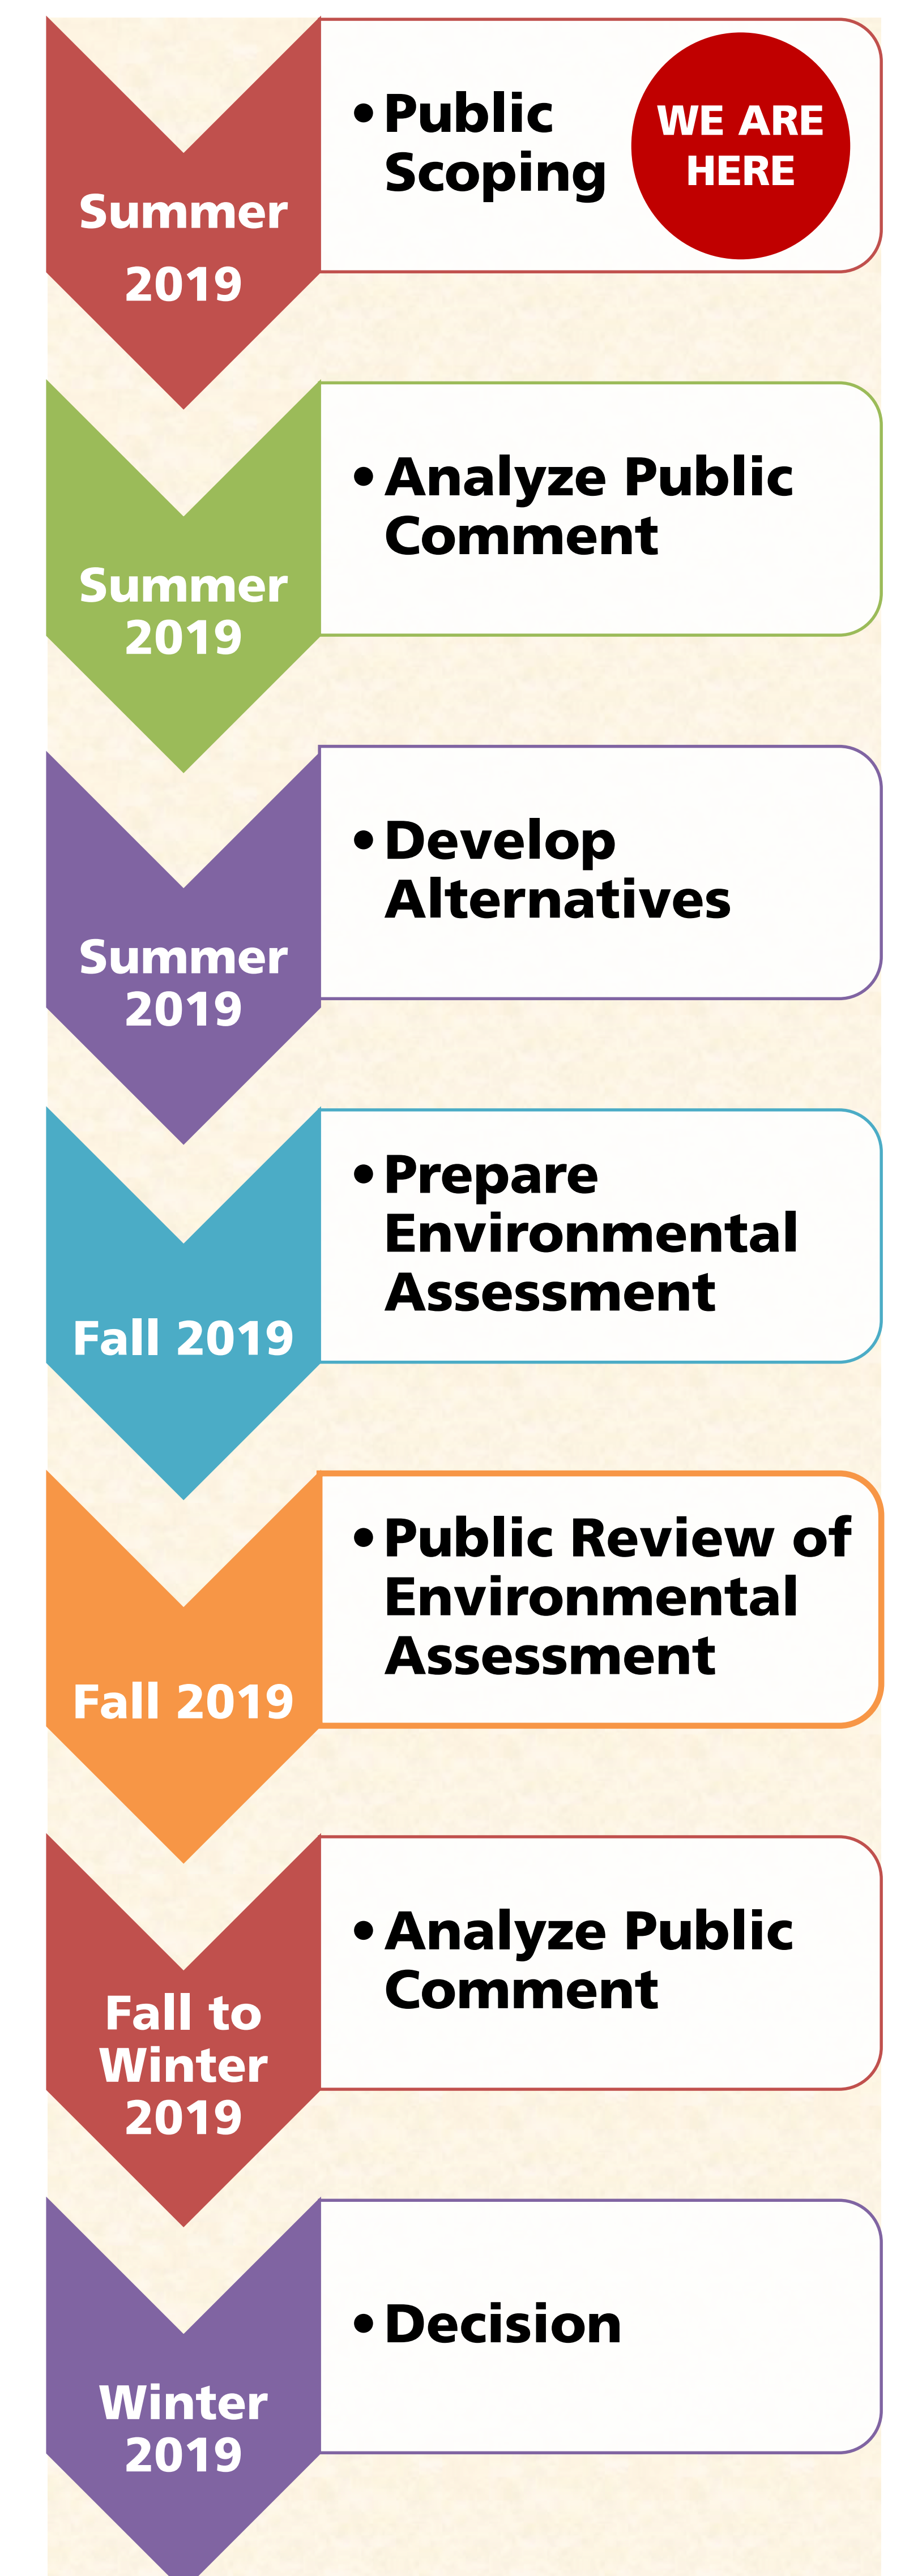 Summer
2019
• Public
Scoping
WE ARE
HERE
Summer
2019
• Analyze Public
Comment
Summer
2019
• Develop
Alternatives
Fall 2019
• Prepare
Environmental
Assessment
Fall 2019
• Public Review of
Environmental
Assessment
Fall to
Winter
2019
• Analyze Public
Comment
Winter
2019
• Decision